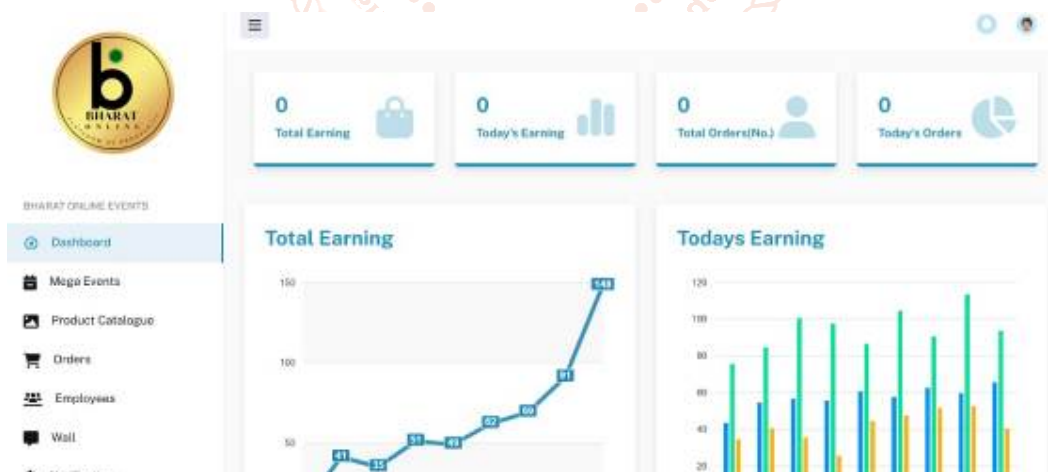 b
BHARAT
ONLINE
BHARAT ONLINE EVENTS
Dashboard
Mega Events
Product Catalogue
Orders
Employees
Wall
0
Total Earning
0
Today's Earning
0
Total Orders(No.)
0
Today's Orders
Total Earning
150
100
50
41
35
51
49
62
69
91
148
Todays Earning
120
100
80
60
40
20